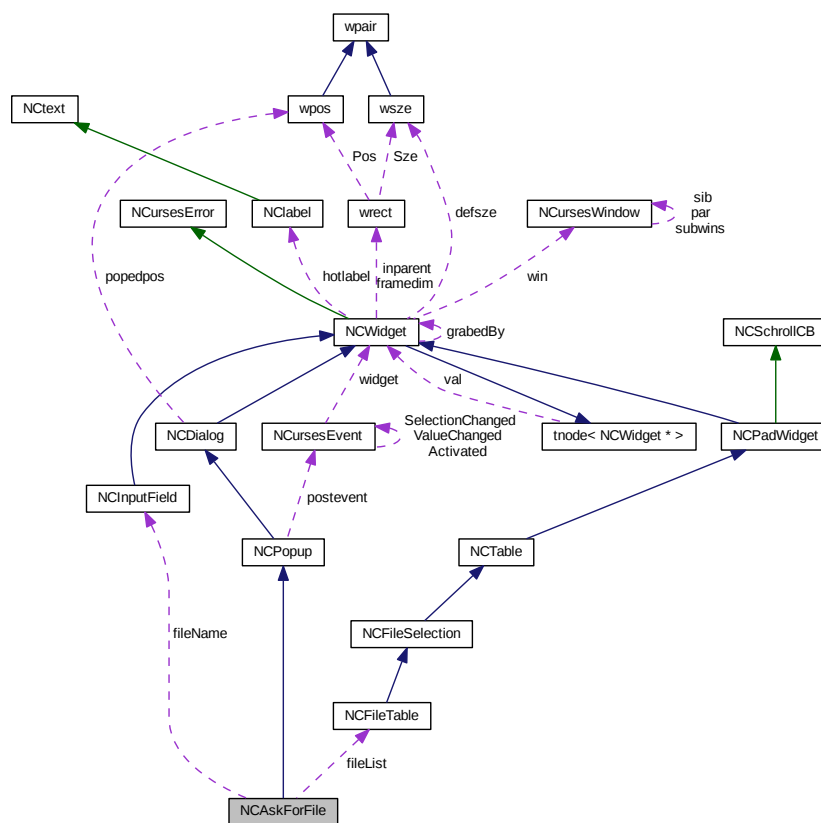 wpair
NCtext
wpos
wsze
Pos
Sze
sib
par
subwins
NCursesError
NClabel
wrect
defsze
NCursesWindow
popedpos
hotlabel
inparent
framedim
win
NCWidget
grabedBy
NCSchrollCB
widget
val
SelectionChanged
ValueChanged
Activated
NCDialog
NCursesEvent
tnode< NCWidget * >
NCPadWidget
NCInputField
postevent
NCPopup
NCTable
fileName
NCFileSelection
NCFileTable
fileList
NCAskForFile